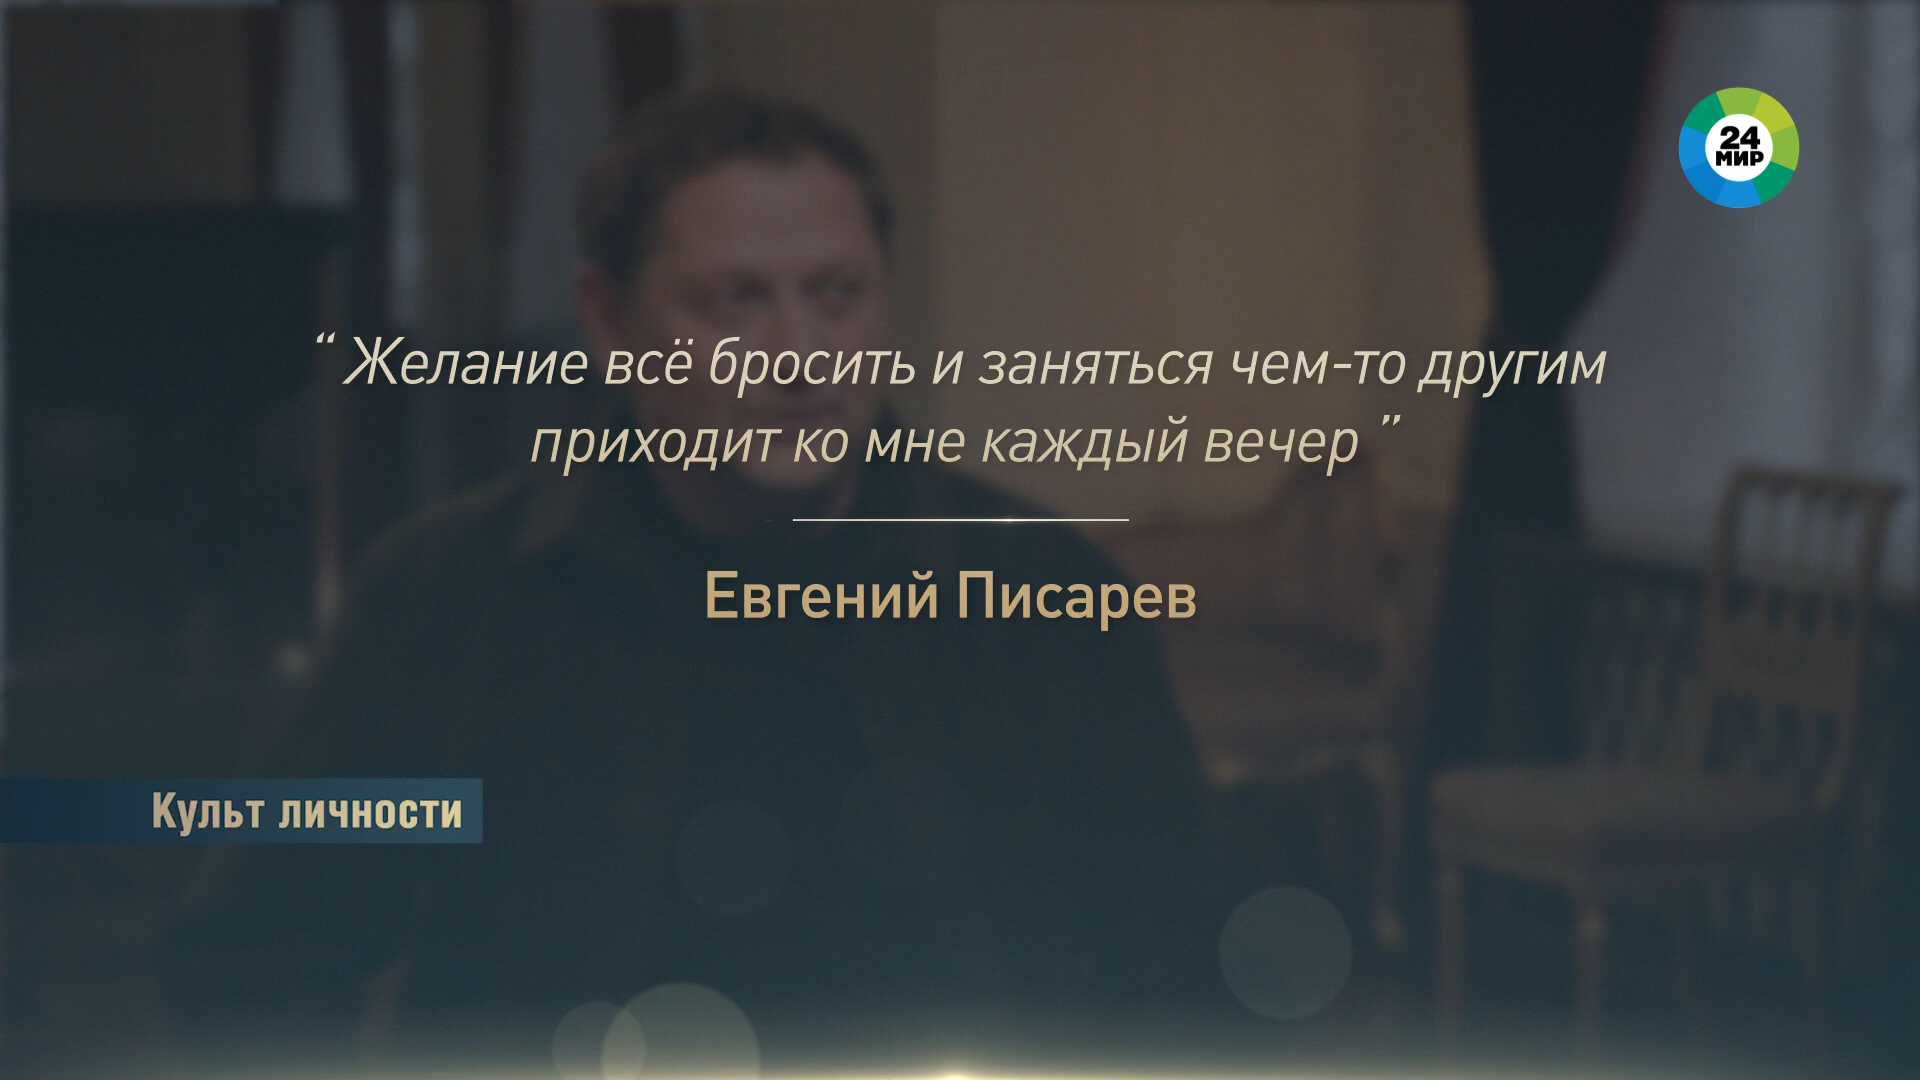 24
МИР
“ Желание всё бросить и заняться чем-то другим
приходит ко мне каждый вечер ”
Евгений Писарев
Культ личности